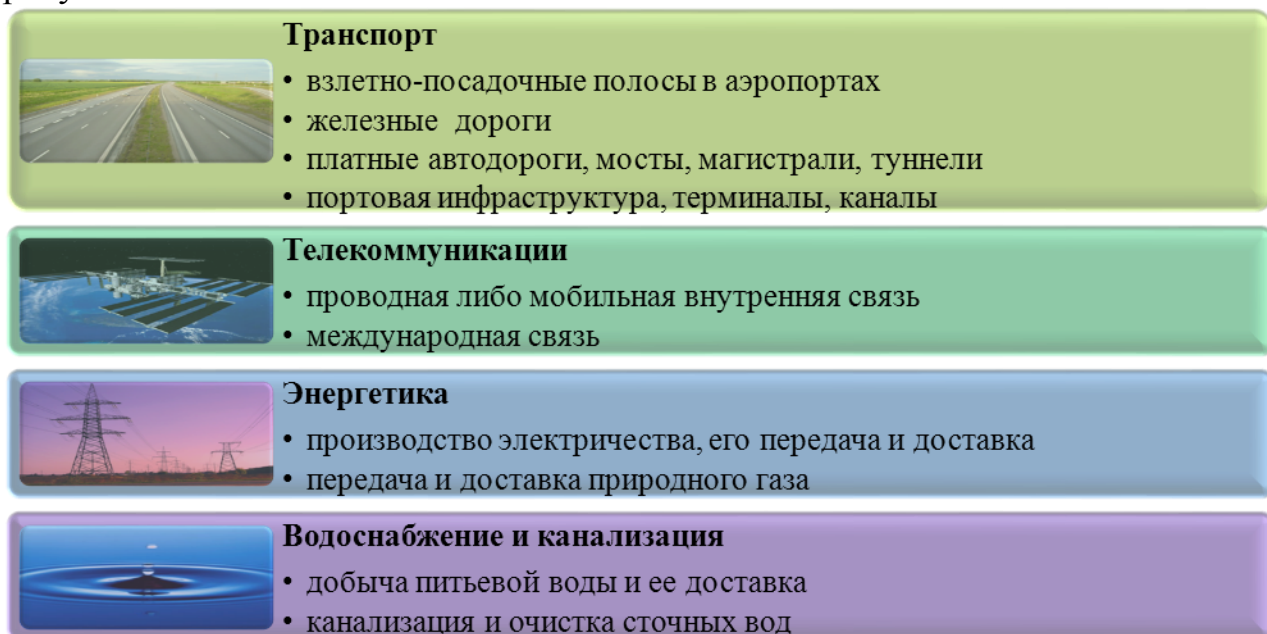 Транспорт
• взлетно-посадочные полосы в аэропортах
• железные дороги
• платные автодороги, мосты, магистрали, туннели
• портовая инфраструктура, терминалы, каналы
Телекоммуникации
• проводная либо мобильная внутренняя связь
• международная связь
Энергетика
• производство электричества, его передача и доставка
• передача и доставка природного газа
Водоснабжение и канализация
• добыча питьевой воды и ее доставка
• канализация и очистка сточных вод